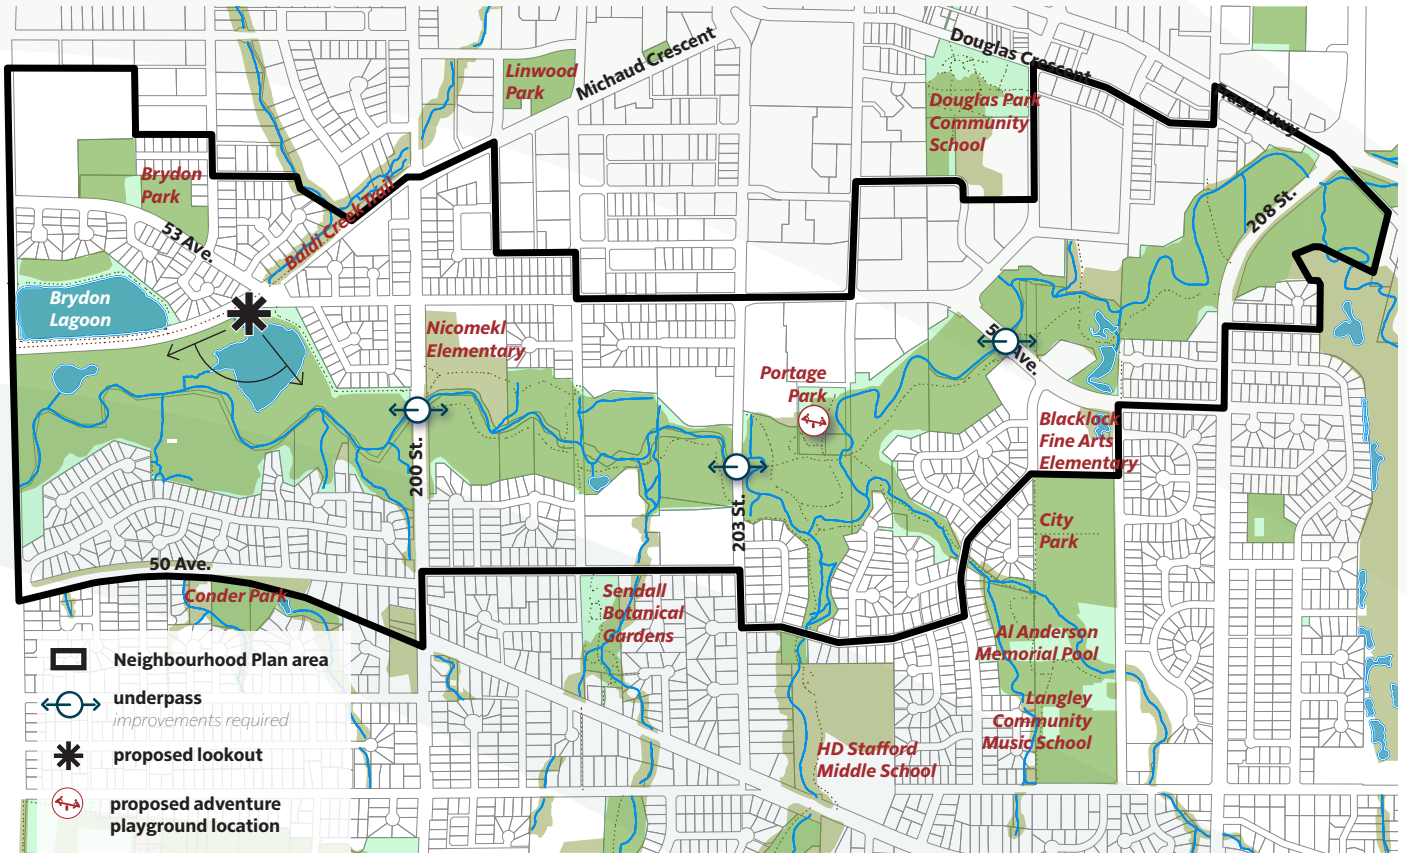 Douglas Crescent
Michaud Crescent
Linwood
Park
Douglas Park
Community
School
Fraser Hwy
Brydon
Park
Baldi Creek Trail
208 St.
53 Ave.
Brydon
Lagoon
Nicomekl
Elementary
Ave.
Portage
Park
Blacklock
Fine Arts
Elementary
200 St.
203 St.
City
Park
50 Ave.
Conder Park
Sendall
Botanical
Gardens
Al Anderson
Memorial Pool
Langley
Community
Music School
HD Stafford
Middle School
Neighbourhood Plan area
underpass
improvements required
proposed lookout
proposed adventure
playground location